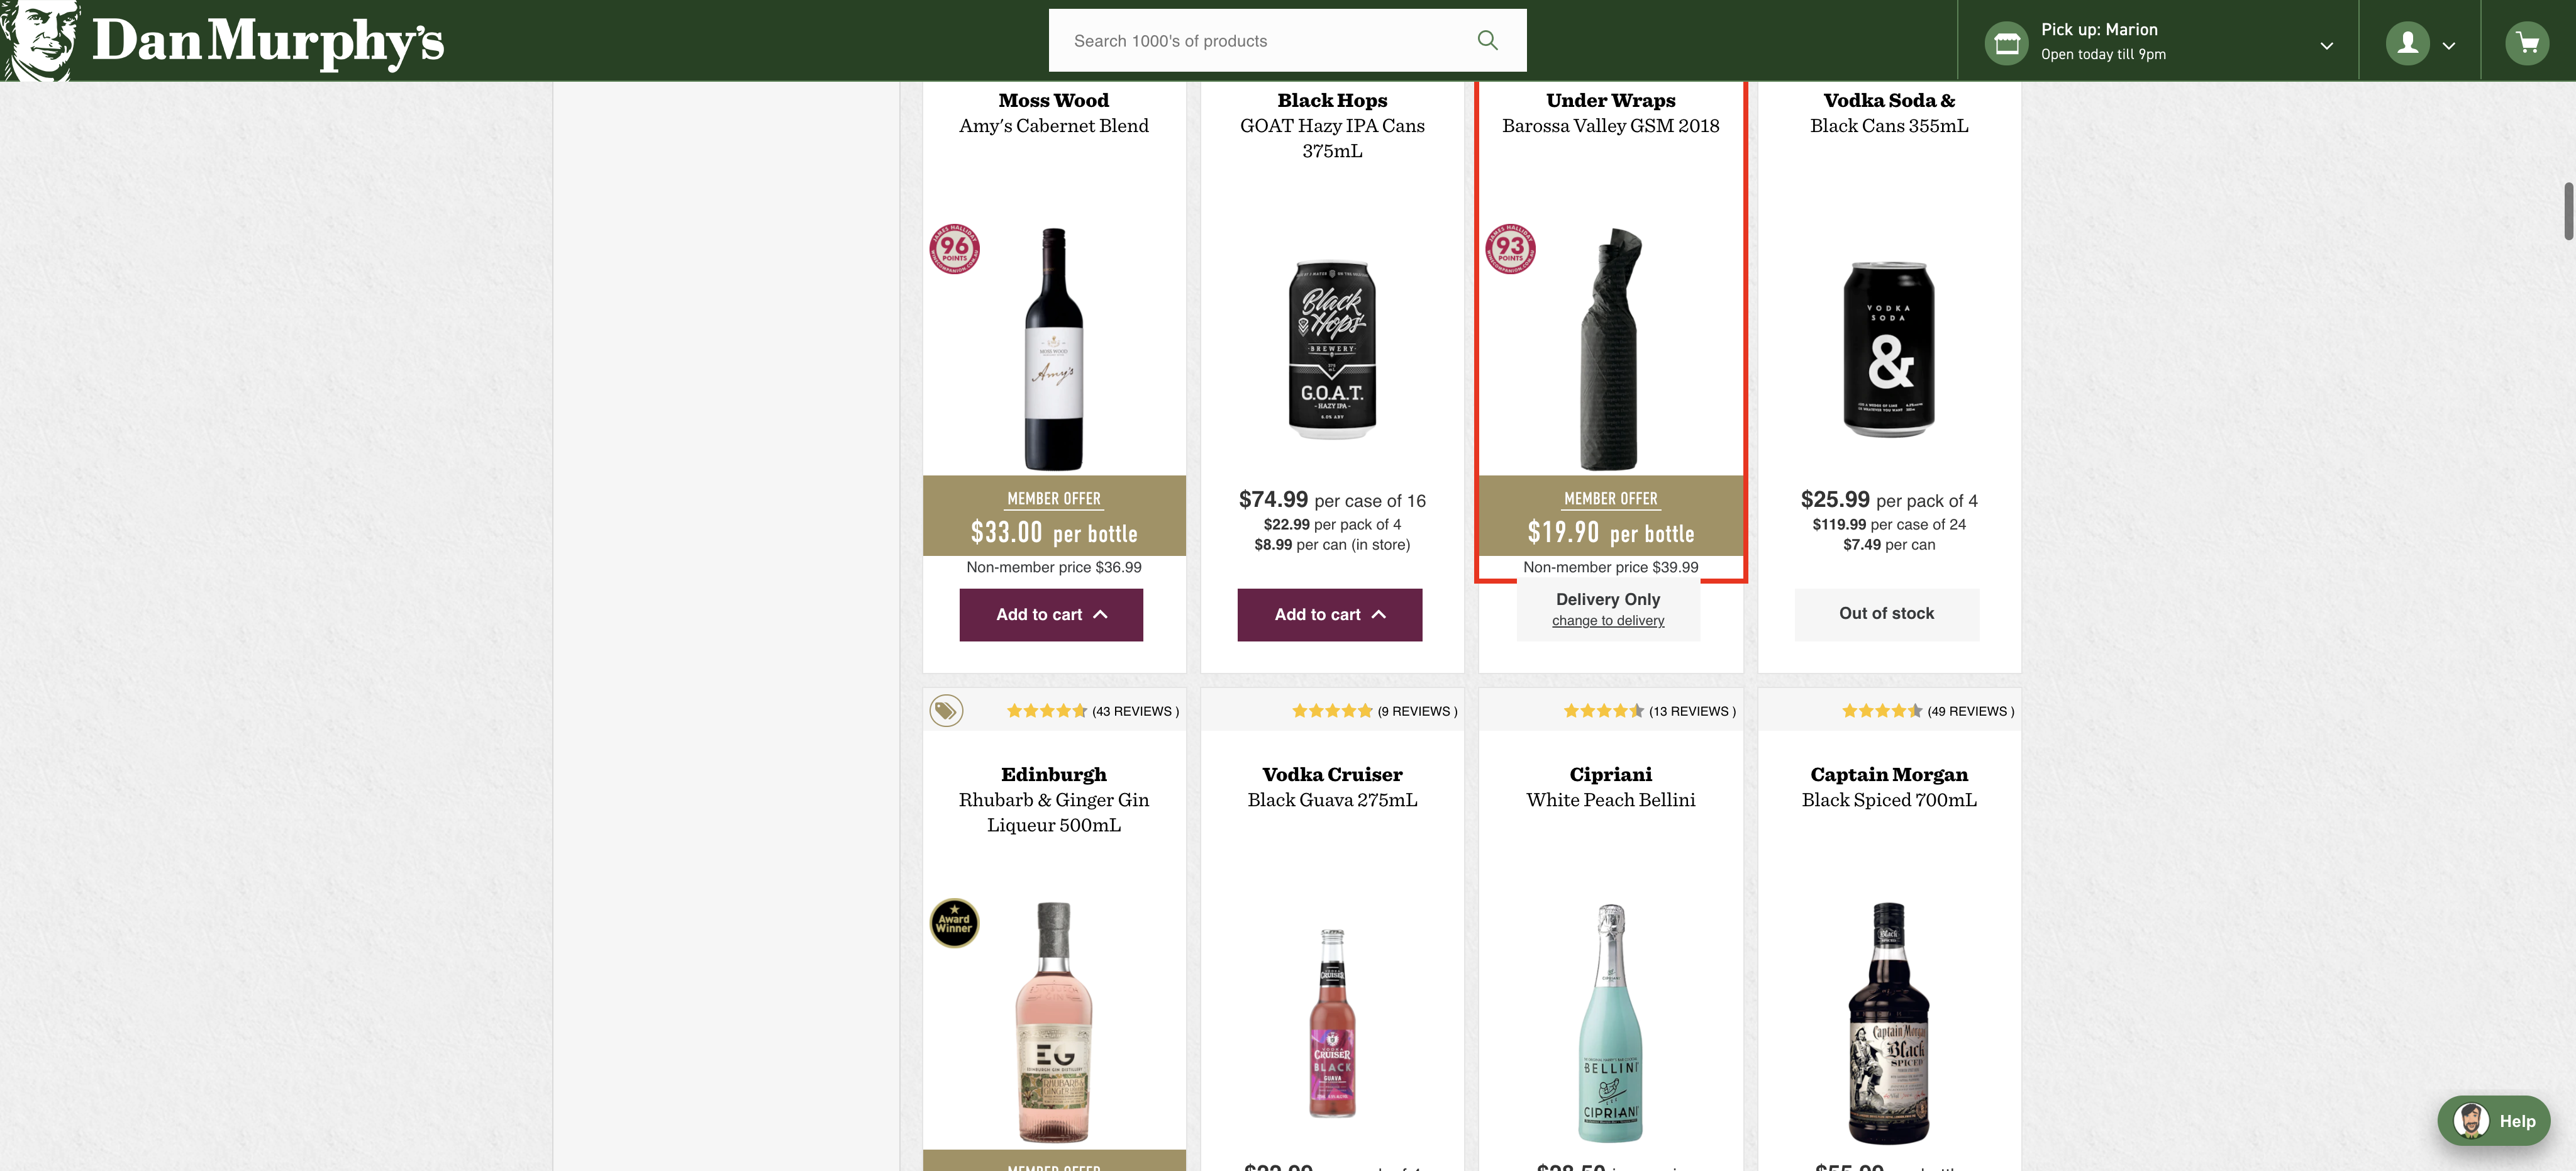 Dan Murphy's
Search 1000's of products
Pick up: Marion
Open today till 9pm
Moss Wood
Amy's Cabernet Blend
96
POINTS
Amy's
MEMBER OFFER
$33.00 per bottle
Non-member price $36.99
Add to cart
Black Hops
GOAT Hazy IPA Cans
375mL
Black
Hops
BREWERY
G.O.A.T.
- HAZY IPA -
$74.99 per case of 16
$22.99 per pack of 4
$8.99 per can (in store)
Add to cart
Under Wraps
Barossa Valley GSM 2018
93
POINTS
MEMBER OFFER
$19.90 per bottle
Non-member price $39.99
Delivery Only
change to delivery
Vodka Soda &
Black Cans 355mL
VODKA
SODA
&
$25.99 per pack of 4
$119.99 per case of 24
$7.49 per can
Out of stock
(43 REVIEWS )
Edinburgh
Rhubarb & Ginger Gin
Liqueur 500mL
Award
Winner
EG
RHUBARB &
GINGER
MEMBER OFFER
(9 REVIEWS )
Vodka Cruiser
Black Guava 275mL
CRUISER
BLACK
GUAVA
(13 REVIEWS )
Cipriani
White Peach Bellini
BELLINI
CIPRIANI
(49 REVIEWS )
Captain Morgan
Black Spiced 700mL
Captain Morgan
Black
SPICED
Help